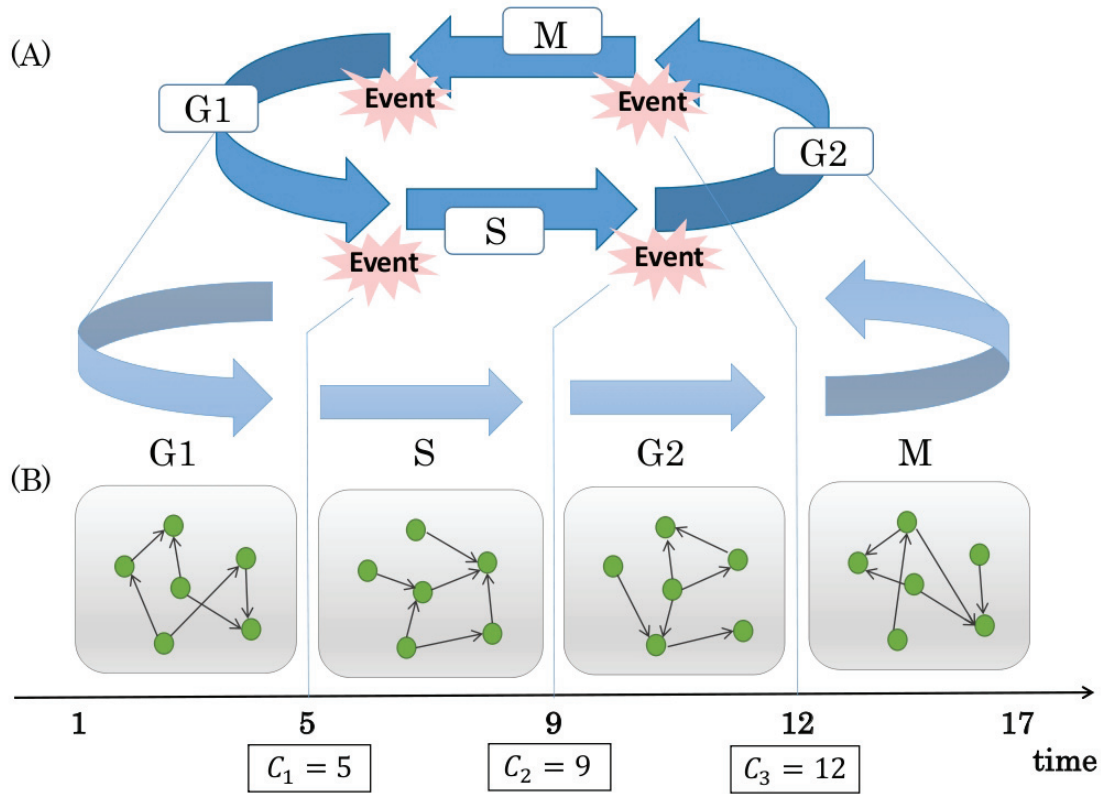 (A)
M
Event
Event
G1
G2
S
Event
Event
G1
S
G2
M
(B)
1
5
9
12
17
time
C₁ = 5
C₂ = 9
C₃ = 12